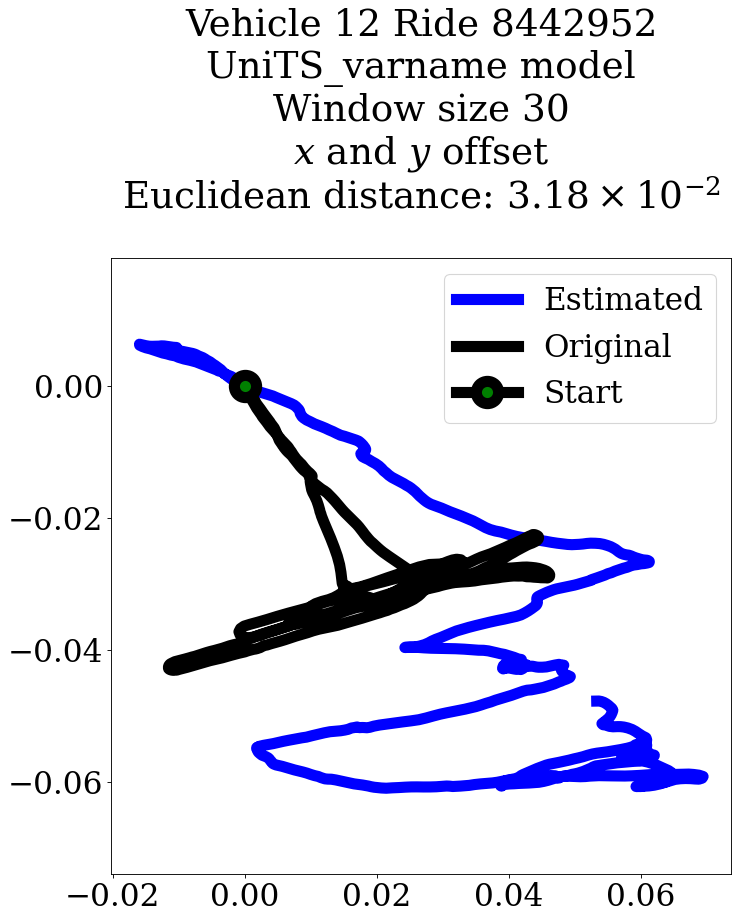 Vehicle 12 Ride 8442952
UniTS_varname model
Window size 30
x and y offset
Euclidean distance: 3.18 × 10⁻²
Estimated
Original
Start
0.00
−0.02
−0.04
−0.06
−0.02 0.00 0.02 0.04 0.06